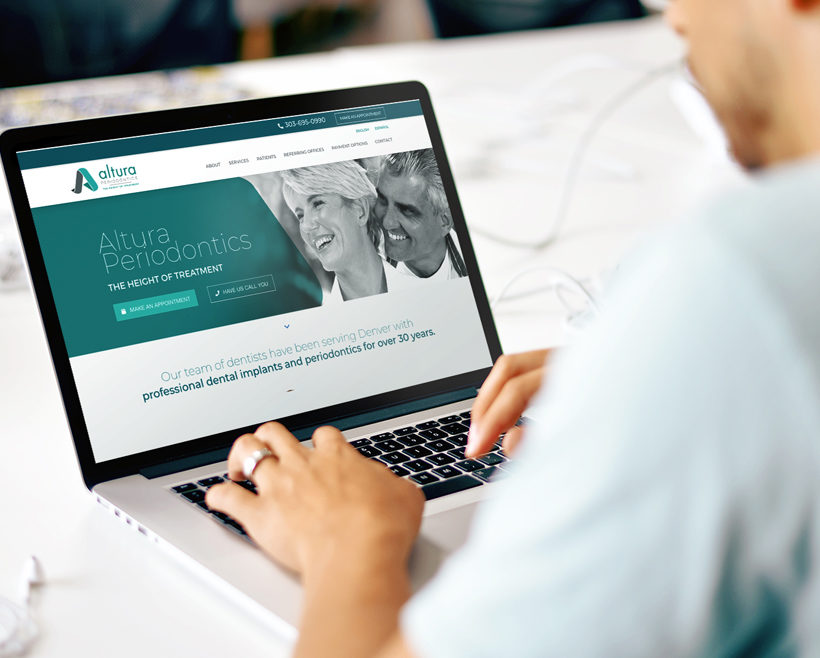 303-695-0990
MAKE AN APPOINTMENT
ENGLISH ESPAÑOL
altura
PERIODONTICS
THE HEIGHT OF TREATMENT
ABOUT SERVICES PATIENTS REFERRING OFFICES PAYMENT OPTIONS CONTACT
Altura
Periodontics
THE HEIGHT OF TREATMENT
MAKE AN APPOINTMENT
HAVE US CALL YOU
Our team of dentists have been serving Denver with
professional dental implants and periodontics for over 30 years.